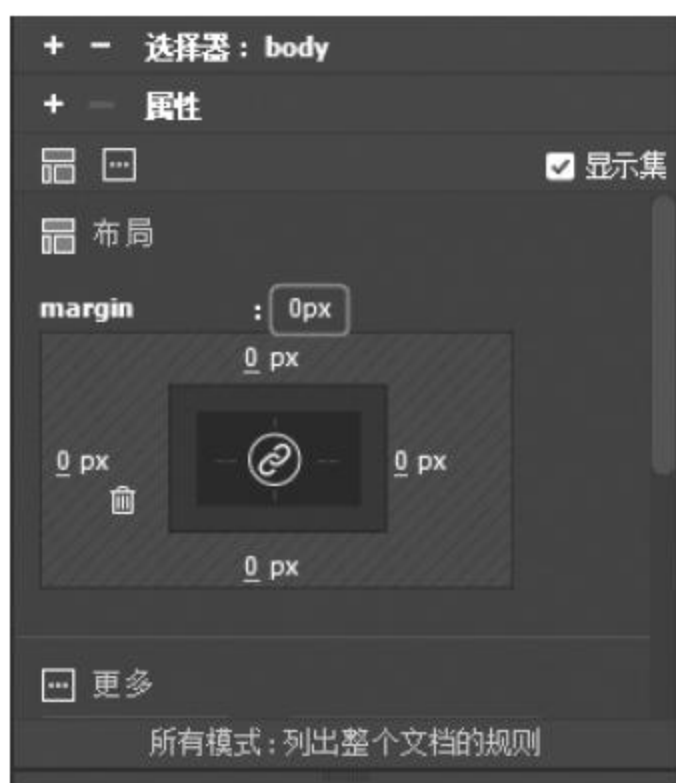 + - 选择器：body
+ - 属性
显示集
布局
margin : 0px
0 px
0 px 0 px
0 px
更多
所有模式:列出整个文档的规则